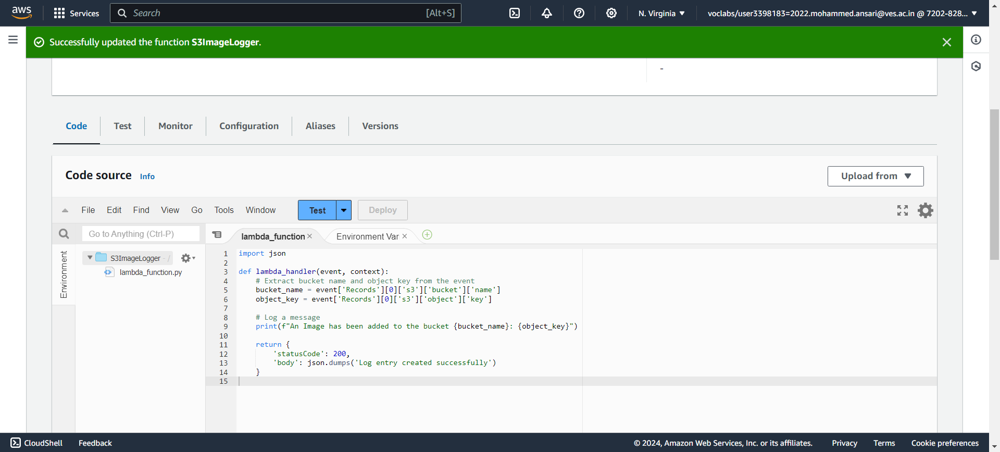 aws Services Search [Alt+S] N. Virginia voclabs/user3398183=2022.mohammed.ansari@ves.ac.in @ 7202-828...
Successfully updated the function S3ImageLogger.
-
Code Test Monitor Configuration Aliases Versions
Code source Info Upload from
File Edit Find View Go Tools Window Test Deploy
Go to Anything (Ctrl-P) lambda_function Environment Var
Environment
S3ImageLogger - /
lambda_function.py
1 import json
2
3 def lambda_handler(event, context):
4 # Extract bucket name and object key from the event
5 bucket_name = event['Records'][0]['s3']['bucket']['name']
6 object_key = event['Records'][0]['s3']['object']['key']
7
8 # Log a message
9 print(f"An Image has been added to the bucket {bucket_name}: {object_key}")
10
11 return {
12 'statusCode': 200,
13 'body': json.dumps('Log entry created successfully')
14 }
15
CloudShell Feedback © 2024, Amazon Web Services, Inc. or its affiliates. Privacy Terms Cookie preferences